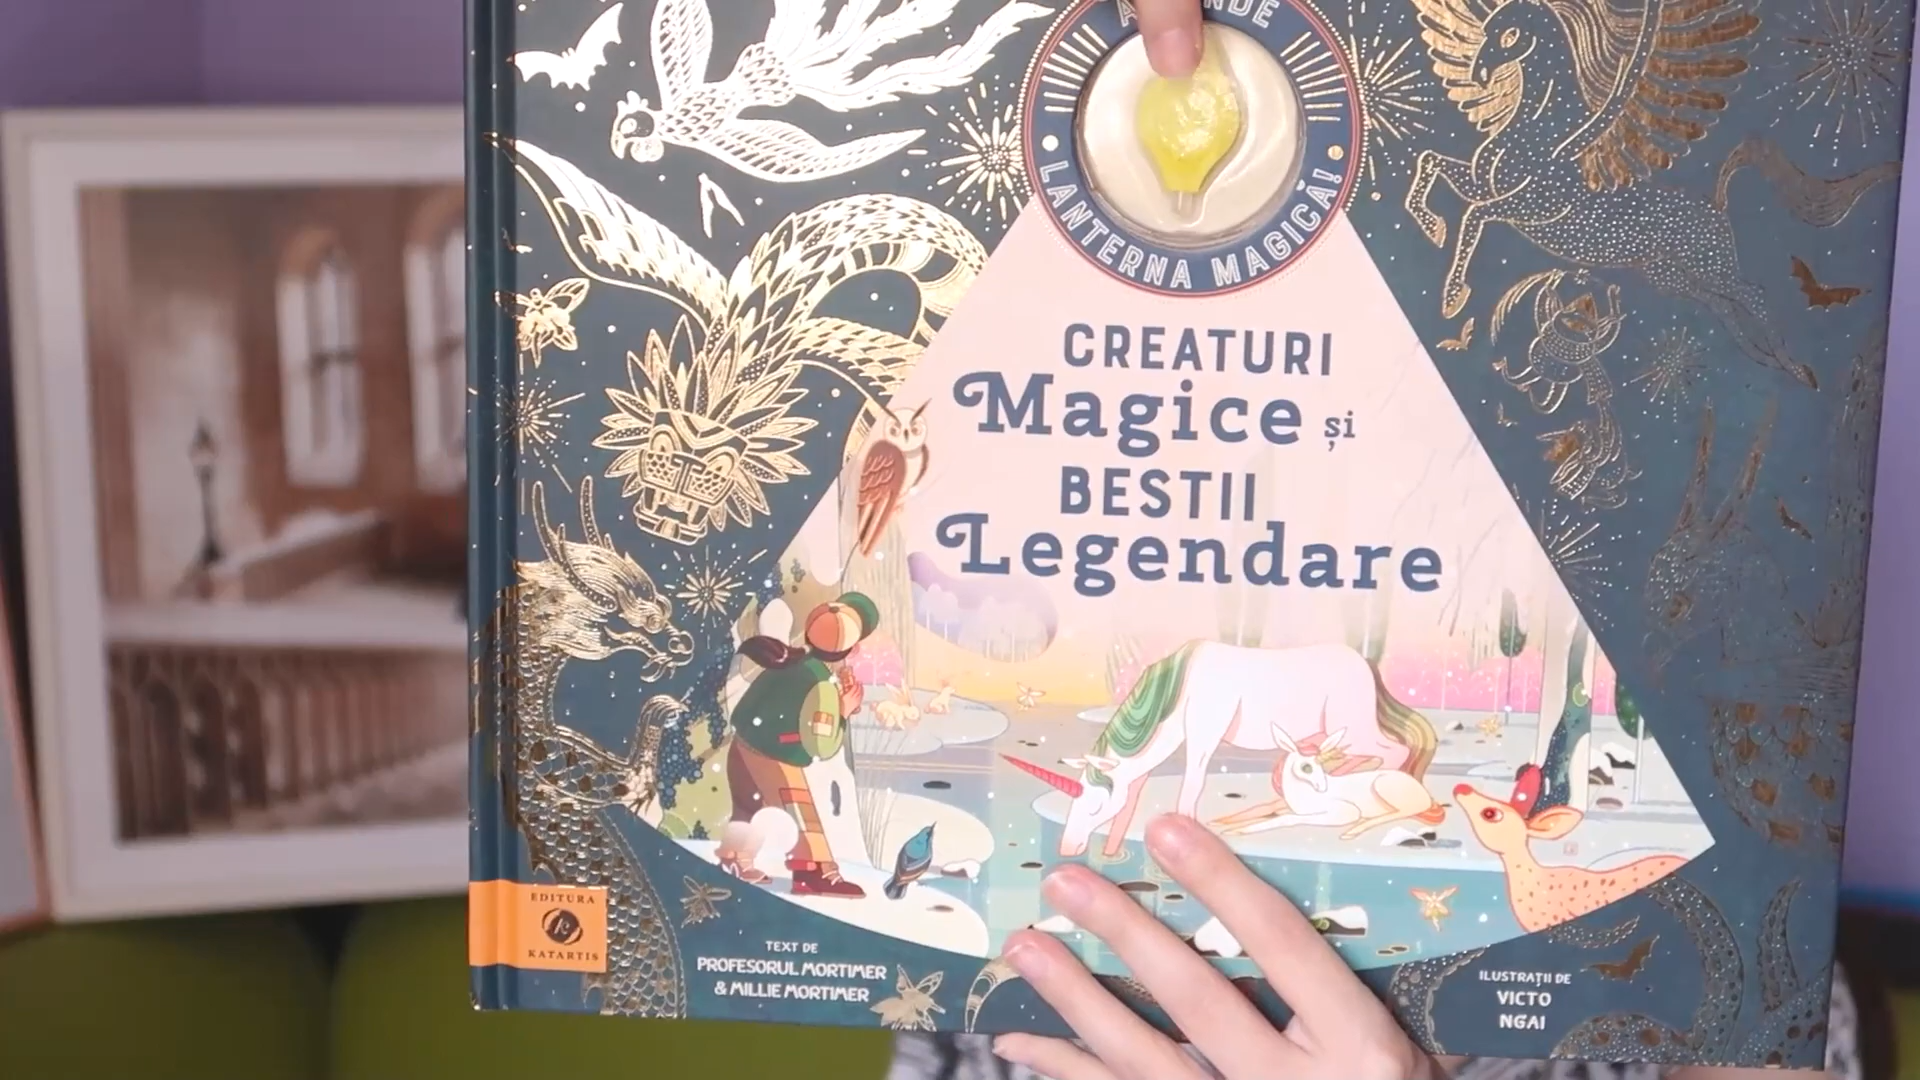 LANTERNA MAGICĂ!
CREATURI
Magice și
BESTII
Legendare
EDITURA
k
KATARTIS
TEXT DE
PROFESORUL MORTIMER
& MILLIE MORTIMER
ILUSTRAȚII DE
VICTO
NGAI